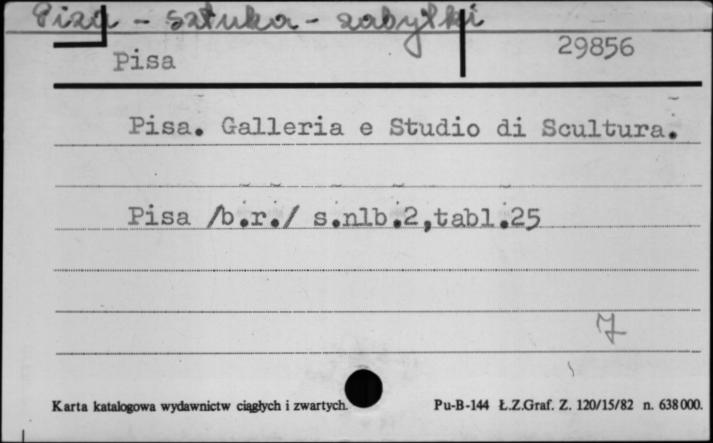 Piza - sztuka - zabytki
29856
Pisa
Pisa. Galleria e Studio di Scultura.
Pisa /b.r./ s.nlb.2,tabl.25
7
Karta katalogowa wydawnictw ciągłych i zwartych.
Pu-B-144 Ł.Z.Graf. Z. 120/15/82 n. 638000.